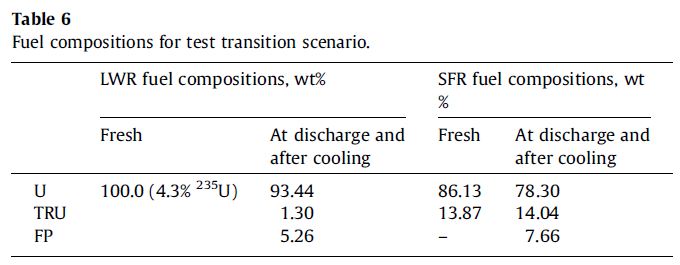 Table 6
Fuel compositions for test transition scenario.
LWR fuel compositions, wt% SFR fuel compositions, wt
%
Fresh At discharge and Fresh At discharge and
after cooling after cooling
U 100.0 (4.3% ²³⁵U) 93.44 86.13 78.30
TRU 1.30 13.87 14.04
FP 5.26 – 7.66